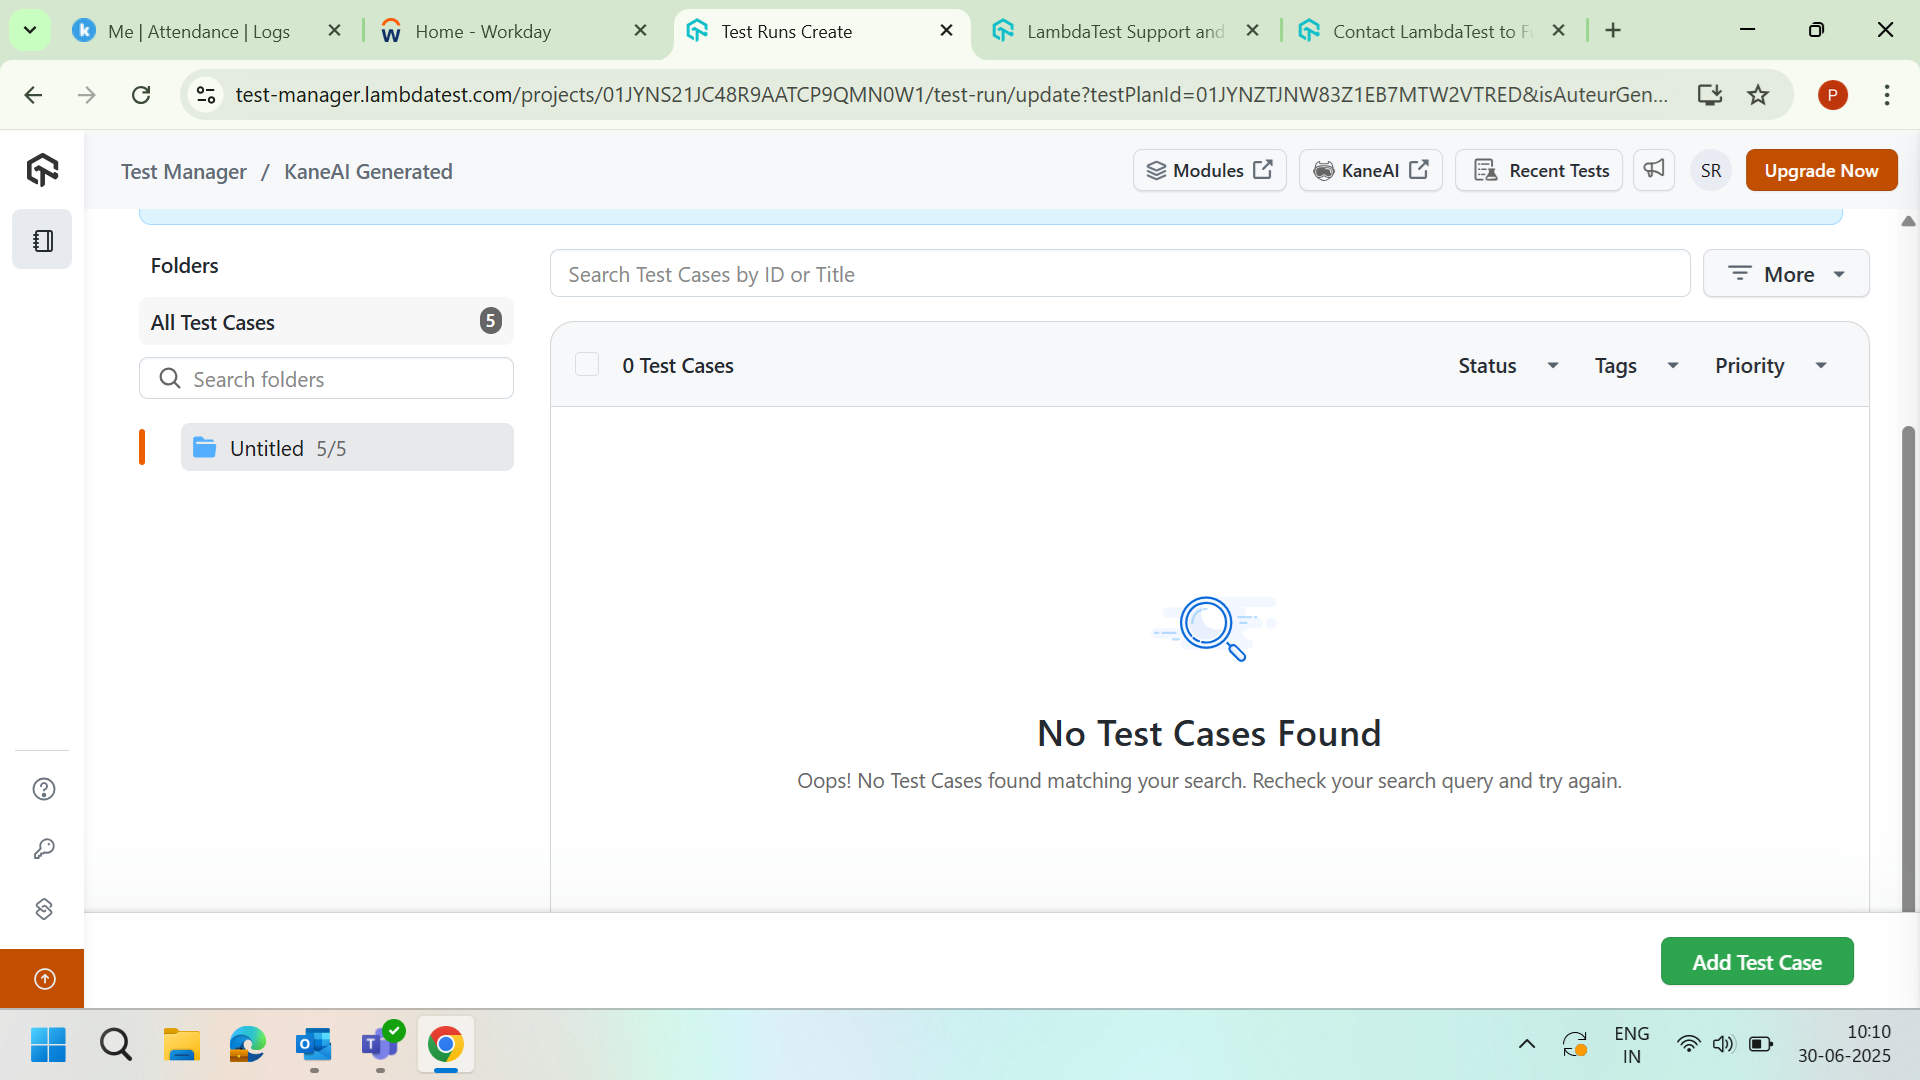 Me | Attendance | Logs
Home - Workday
Test Runs Create
LambdaTest Support and
Contact LambdaTest to F
test-manager.lambdatest.com/projects/01JYNS21JC48R9AATCP9QMN0W1/test-run/update?testPlanId=01JYNZTJNW83Z1EB7MTW2VTRED&isAuteurGen...
P
Test Manager / KaneAI Generated
Modules
KaneAI
Recent Tests
SR
Upgrade Now
Folders
Search Test Cases by ID or Title
More
All Test Cases 5
Search folders
0 Test Cases
Status
Tags
Priority
Untitled 5/5
No Test Cases Found
Oops! No Test Cases found matching your search. Recheck your search query and try again.
Add Test Case
ENG
IN
10:10
30-06-2025